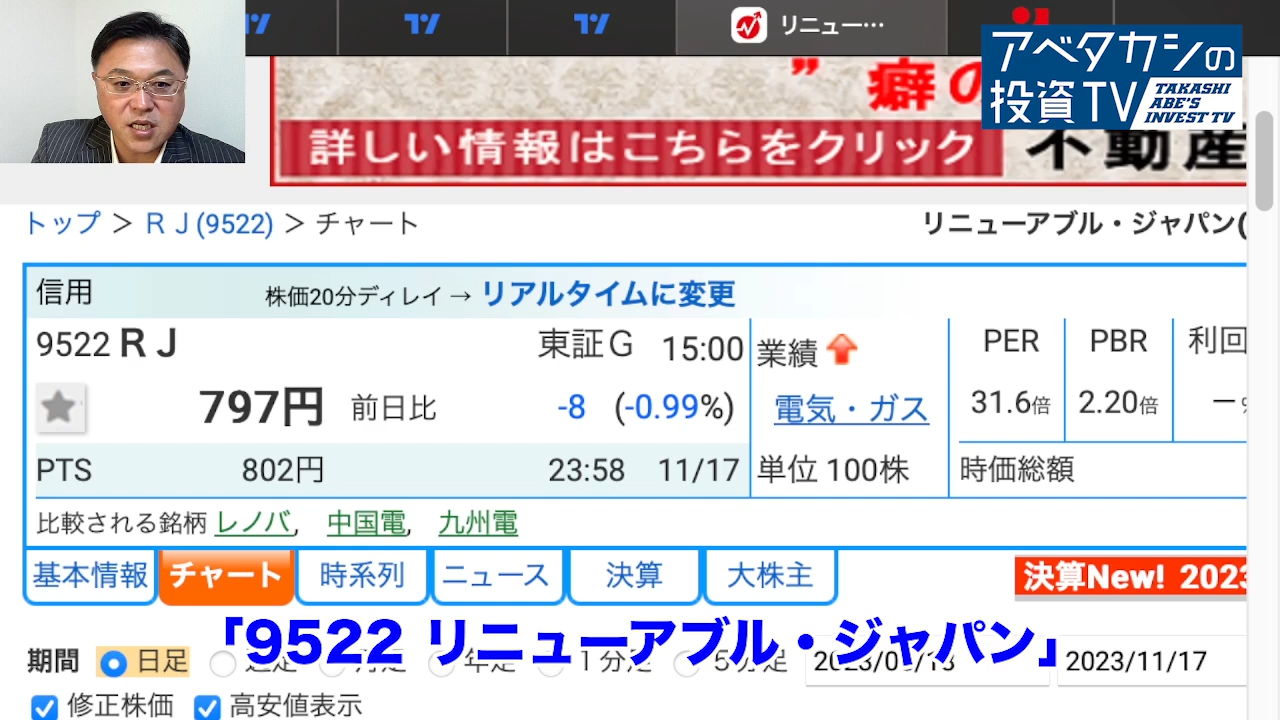 リニュー…
アベタカシの
投資TV
TAKASHI
ABE'S
INVEST TV
”癖の
詳しい情報はこちらをクリック
不動産
トップ ＞ ＲＪ(9522) ＞ チャート
リニューアブル・ジャパン(
信用
株価20分ディレイ → リアルタイムに変更
9522 ＲＪ
東証Ｇ 15:00
業績
PER
PBR
利回
797円 前日比 -8 (-0.99%)
電気・ガス
31.6倍
2.20倍
－%
PTS 802円 23:58 11/17
単位 100株
時価総額
比較される銘柄 レノバ, 中国電, 九州電
基本情報
チャート
時系列
ニュース
決算
大株主
決算New! 2023
「9522 リニューアブル・ジャパン」
期間 日足
2023/11/17
修正株価
高安値表示